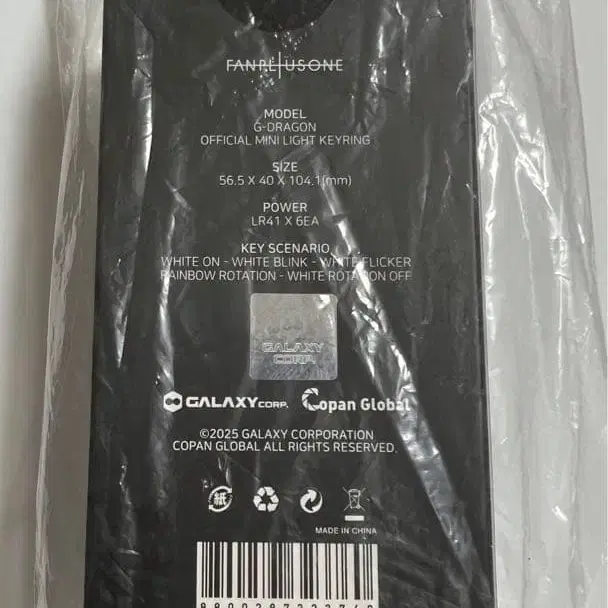 FANPL+USONE
MODEL
G-DRAGON
OFFICIAL MINI LIGHT KEYRING
SIZE
56.5 X 40 X 104.1(mm)
POWER
LR41 X 6EA
KEY SCENARIO
WHITE ON - WHITE BLINK - WHITE FLICKER
RAINBOW ROTATION - WHITE ROTATION OFF
GALAXY
CORP.
GALAXY CORP. Copan Global
©2025 GALAXY CORPORATION
COPAN GLOBAL ALL RIGHTS RESERVED.
紙
MADE IN CHINA